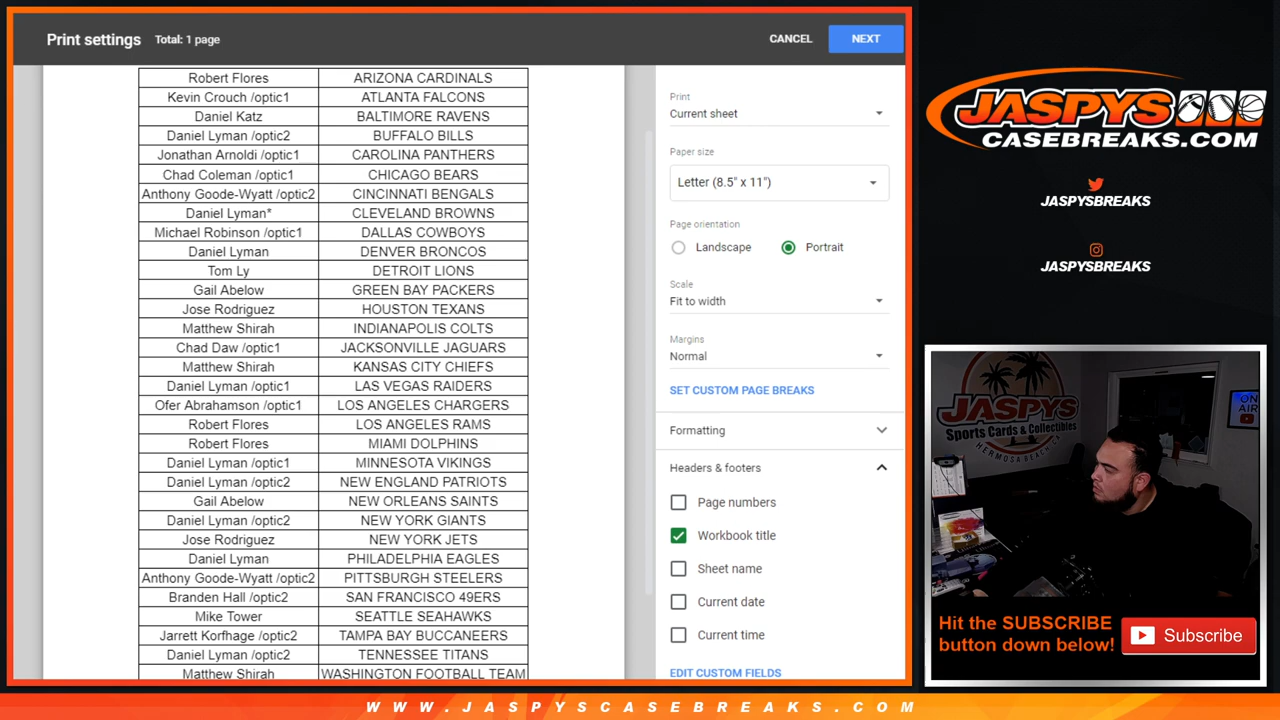 Print settings Total: 1 page CANCEL NEXT
Robert Flores ARIZONA CARDINALS
Kevin Crouch /optic1 ATLANTA FALCONS
Daniel Katz BALTIMORE RAVENS
Daniel Lyman /optic2 BUFFALO BILLS
Jonathan Arnoldi /optic1 CAROLINA PANTHERS
Chad Coleman /optic1 CHICAGO BEARS
Anthony Goode-Wyatt /optic2 CINCINNATI BENGALS
Daniel Lyman* CLEVELAND BROWNS
Michael Robinson /optic1 DALLAS COWBOYS
Daniel Lyman DENVER BRONCOS
Tom Ly DETROIT LIONS
Gail Abelow GREEN BAY PACKERS
Jose Rodriguez HOUSTON TEXANS
Matthew Shirah INDIANAPOLIS COLTS
Chad Daw /optic1 JACKSONVILLE JAGUARS
Matthew Shirah KANSAS CITY CHIEFS
Daniel Lyman /optic1 LAS VEGAS RAIDERS
Ofer Abrahamson /optic1 LOS ANGELES CHARGERS
Robert Flores LOS ANGELES RAMS
Robert Flores MIAMI DOLPHINS
Daniel Lyman /optic1 MINNESOTA VIKINGS
Daniel Lyman /optic2 NEW ENGLAND PATRIOTS
Gail Abelow NEW ORLEANS SAINTS
Daniel Lyman /optic2 NEW YORK GIANTS
Jose Rodriguez NEW YORK JETS
Daniel Lyman PHILADELPHIA EAGLES
Anthony Goode-Wyatt /optic2 PITTSBURGH STEELERS
Branden Hall /optic2 SAN FRANCISCO 49ERS
Mike Tower SEATTLE SEAHAWKS
Jarrett Korfhage /optic2 TAMPA BAY BUCCANEERS
Daniel Lyman /optic2 TENNESSEE TITANS
Matthew Shirah WASHINGTON FOOTBALL TEAM
Print
Current sheet
Paper size
Letter (8.5" x 11")
Page orientation
Landscape Portrait
Scale
Fit to width
Margins
Normal
SET CUSTOM PAGE BREAKS
Formatting
Headers & footers
Page numbers
Workbook title
Sheet name
Current date
Current time
EDIT CUSTOM FIELDS
JASPYS
CASEBREAKS.COM
JASPYSBREAKS
JASPYSBREAKS
JASPYS
Sports Cards & Collectibles
HERMOSA BEACH, CA
ON
AIR
Hit the SUBSCRIBE
button down below!
Subscribe
WWW.JASPYSCASEBREAKS.COM